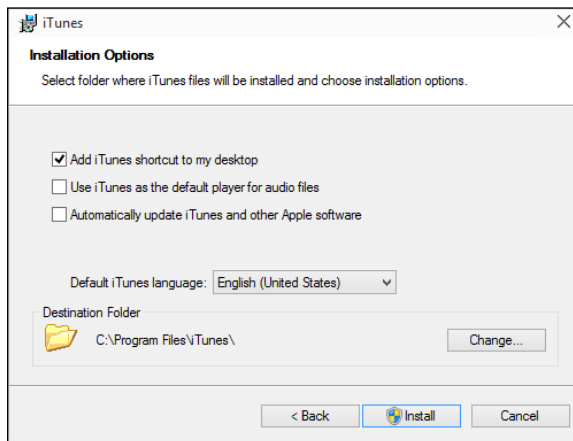 iTunes
Installation Options
Select folder where iTunes files will be installed and choose installation options.
Add iTunes shortcut to my desktop
Use iTunes as the default player for audio files
Automatically update iTunes and other Apple software
Default iTunes language: English (United States)
Destination Folder
C:\Program Files\iTunes\ Change...
< Back Install Cancel